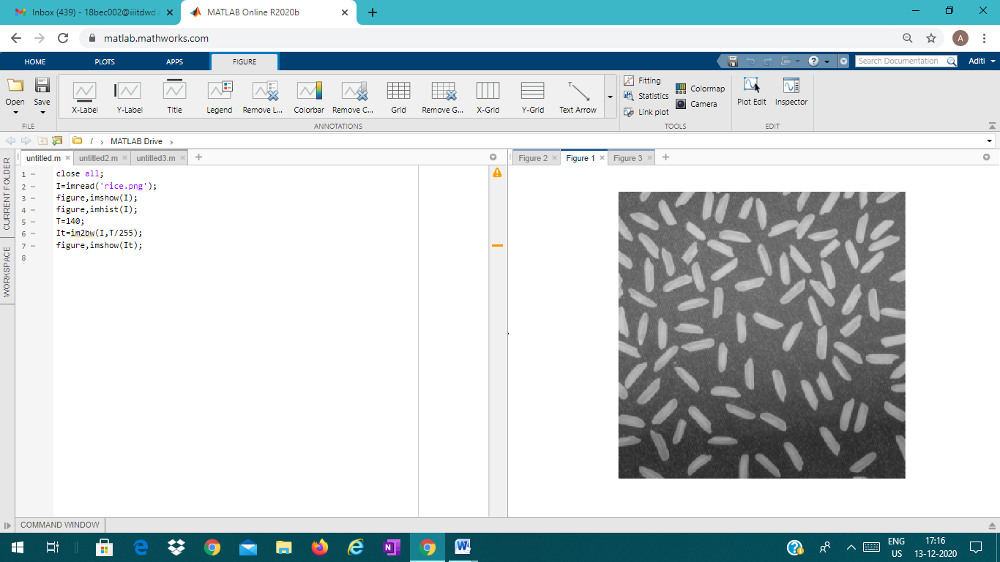 Inbox (439) - 18bec002@iiitdwd.
MATLAB Online R2020b
matlab.mathworks.com
A
HOME
PLOTS
APPS
FIGURE
Search Documentation
Aditi
Open
Save
X-Label
Y-Label
Title
Legend
Remove L...
Colorbar
Remove C...
Grid
Remove G...
X-Grid
Y-Grid
Text Arrow
Fitting
Statistics
Link plot
Colormap
Camera
Plot Edit
Inspector
FILE
ANNOTATIONS
TOOLS
EDIT
/ › MATLAB Drive ›
CURRENT FOLDER
WORKSPACE
untitled.m
untitled2.m
untitled3.m
Figure 2
Figure 1
Figure 3
1 – close all;
2 – I=imread('rice.png');
3 – figure,imshow(I);
4 – figure,imhist(I);
5 – T=140;
6 – It=im2bw(I,T/255);
7 – figure,imshow(It);
8
COMMAND WINDOW
ENG
US
17:16
13-12-2020